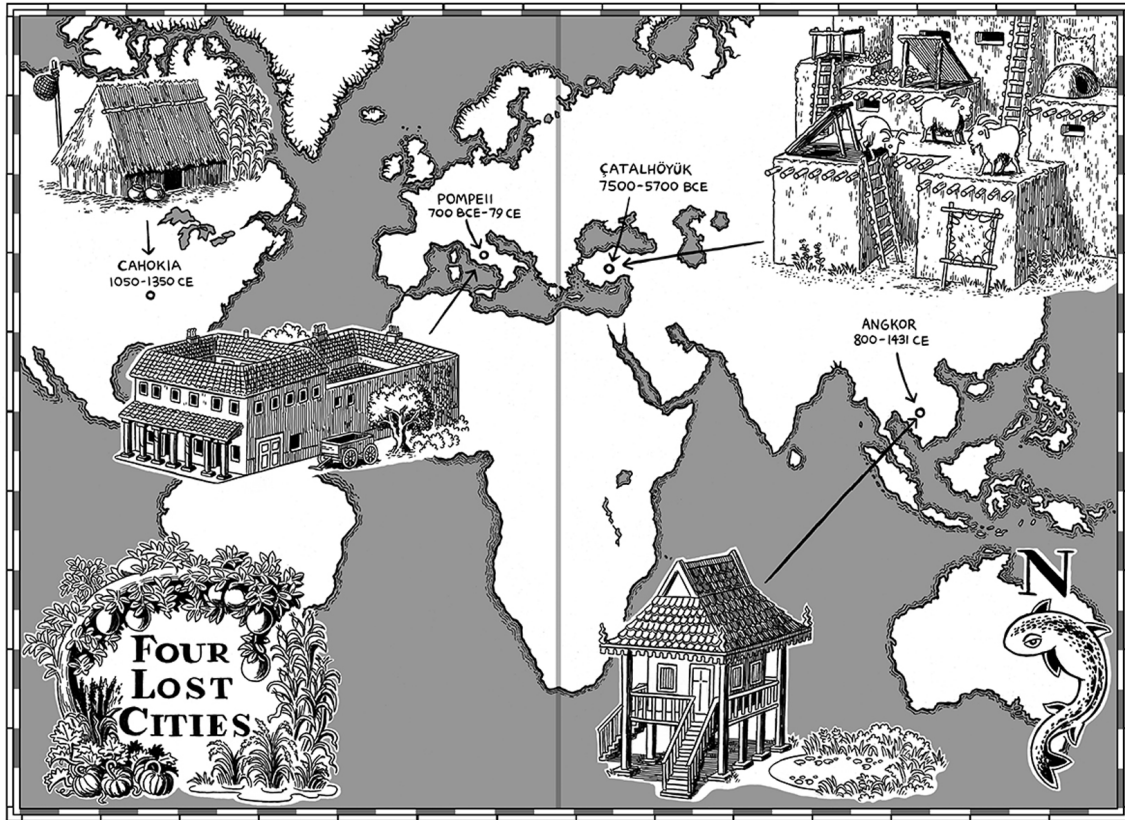 ÇATALHÖYÜK
7500-5700 BCE
POMPEII
700 BCE-79 CE
CAHOKIA
1050-1350 CE
ANGKOR
800-1431 CE
N
FOUR
LOST
CITIES